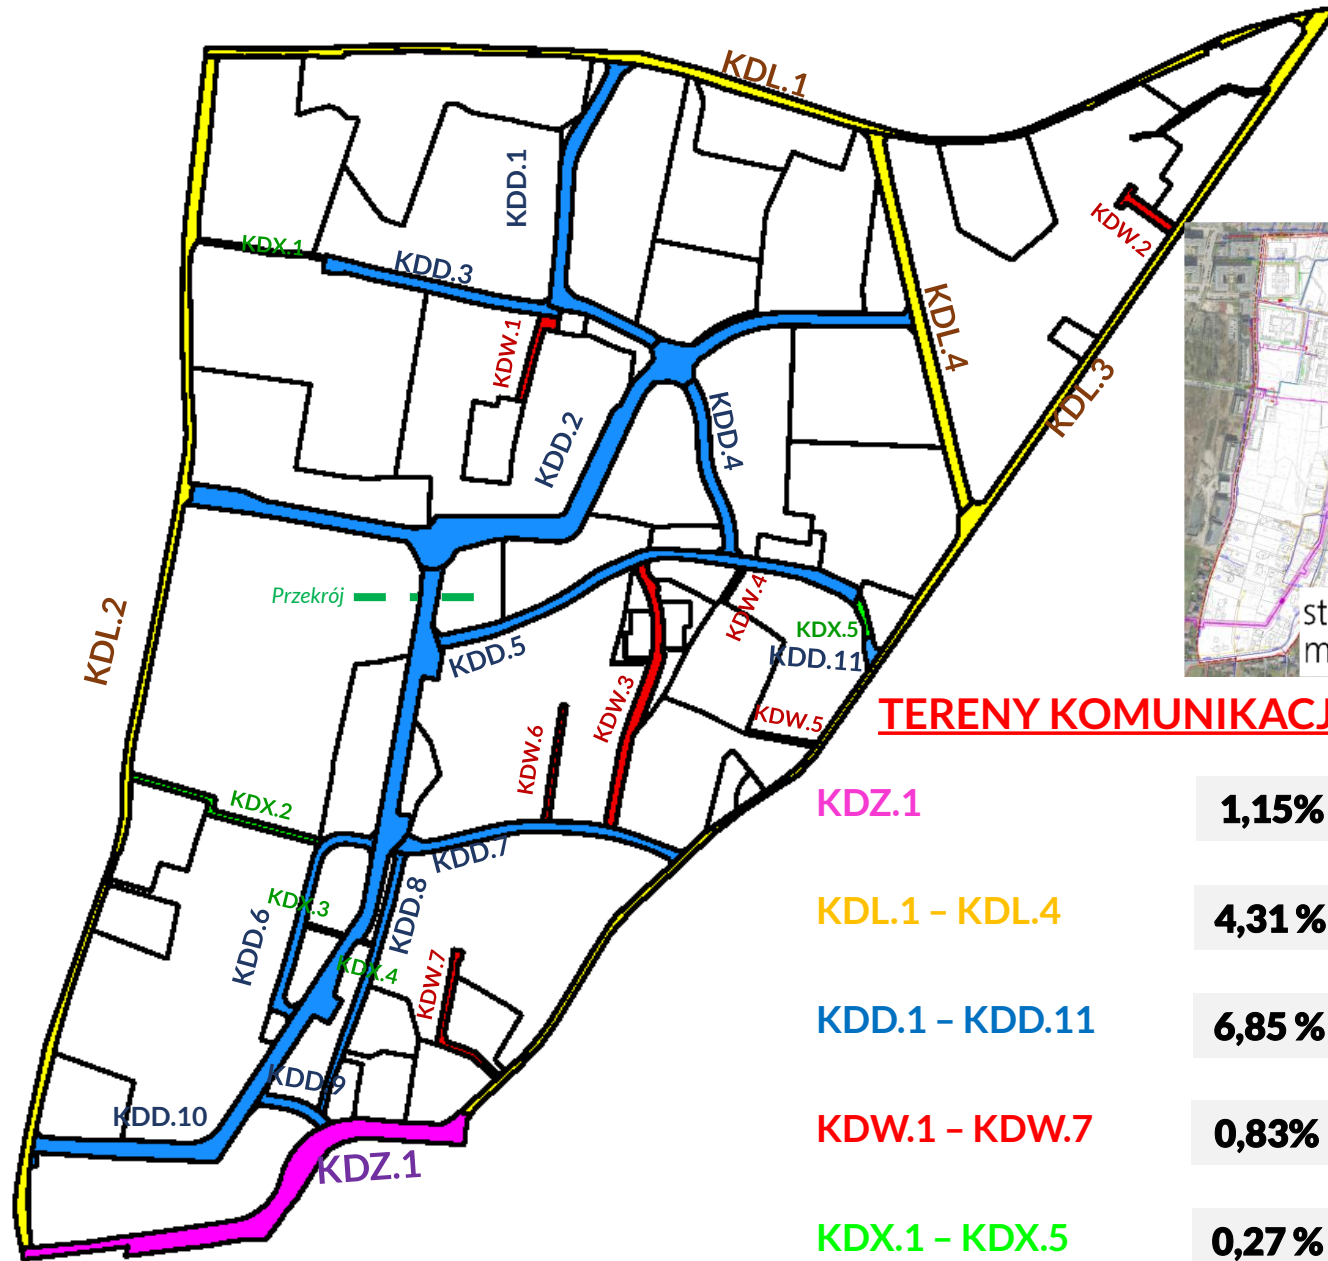 KDL.1
KDD.1
KDX.1
KDD.3
KDW.2
KDW.1
KDL.4
KDL.3
KDD.2
KDD.4
Przekrój
KDL.2
KDW.4
KDX.5
KDD.11
KDD.5
KDW.3
KDW.5
KDW.6
KDX.2
KDD.7
KDX.3
KDD.8
KDD.6
KDX.4
KDW.7
KDD.9
KDD.10
KDZ.1
st
m
TERENY KOMUNIKACJ
KDZ.1 1,15%
KDL.1 – KDL.4 4,31 %
KDD.1 – KDD.11 6,85 %
KDW.1 – KDW.7 0,83%
KDX.1 – KDX.5 0,27 %